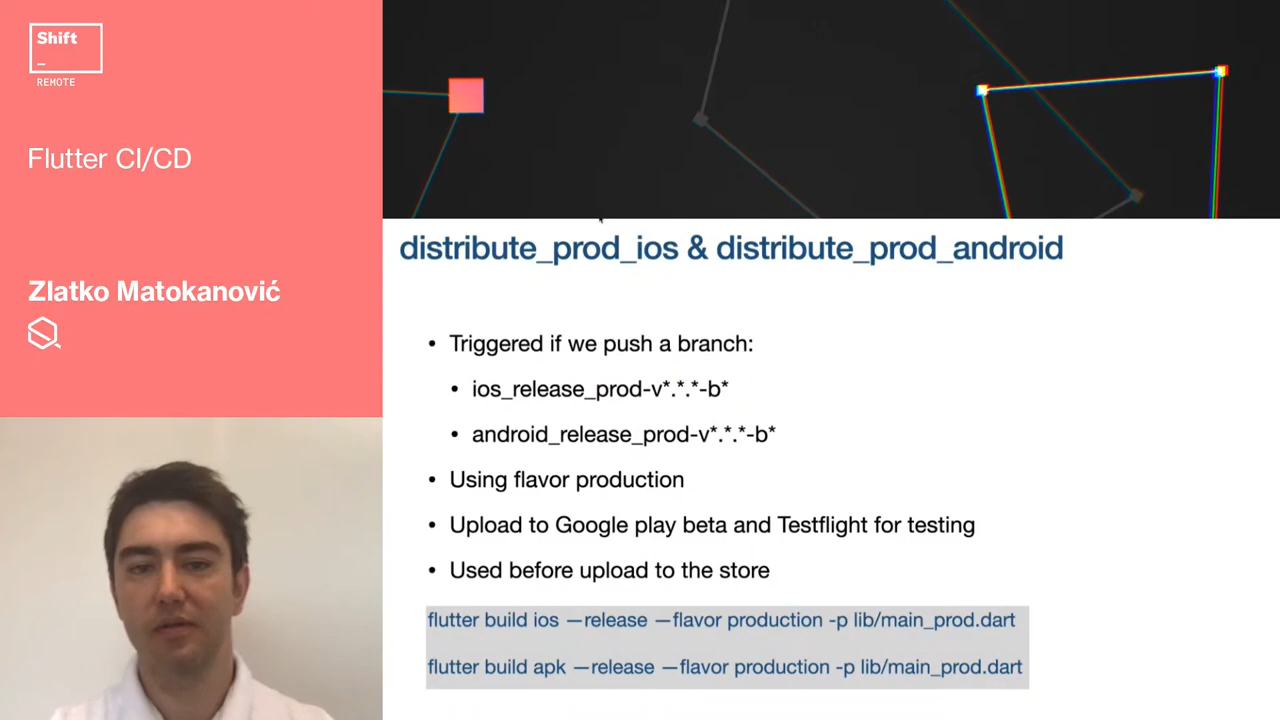 Shift
_
REMOTE
Flutter CI/CD
Zlatko Matokanović
distribute_prod_ios & distribute_prod_android
• Triggered if we push a branch:
• ios_release_prod-v*.*.*-b*
• android_release_prod-v*.*.*-b*
• Using flavor production
• Upload to Google play beta and Testflight for testing
• Used before upload to the store
flutter build ios —release —flavor production -p lib/main_prod.dart
flutter build apk —release —flavor production -p lib/main_prod.dart